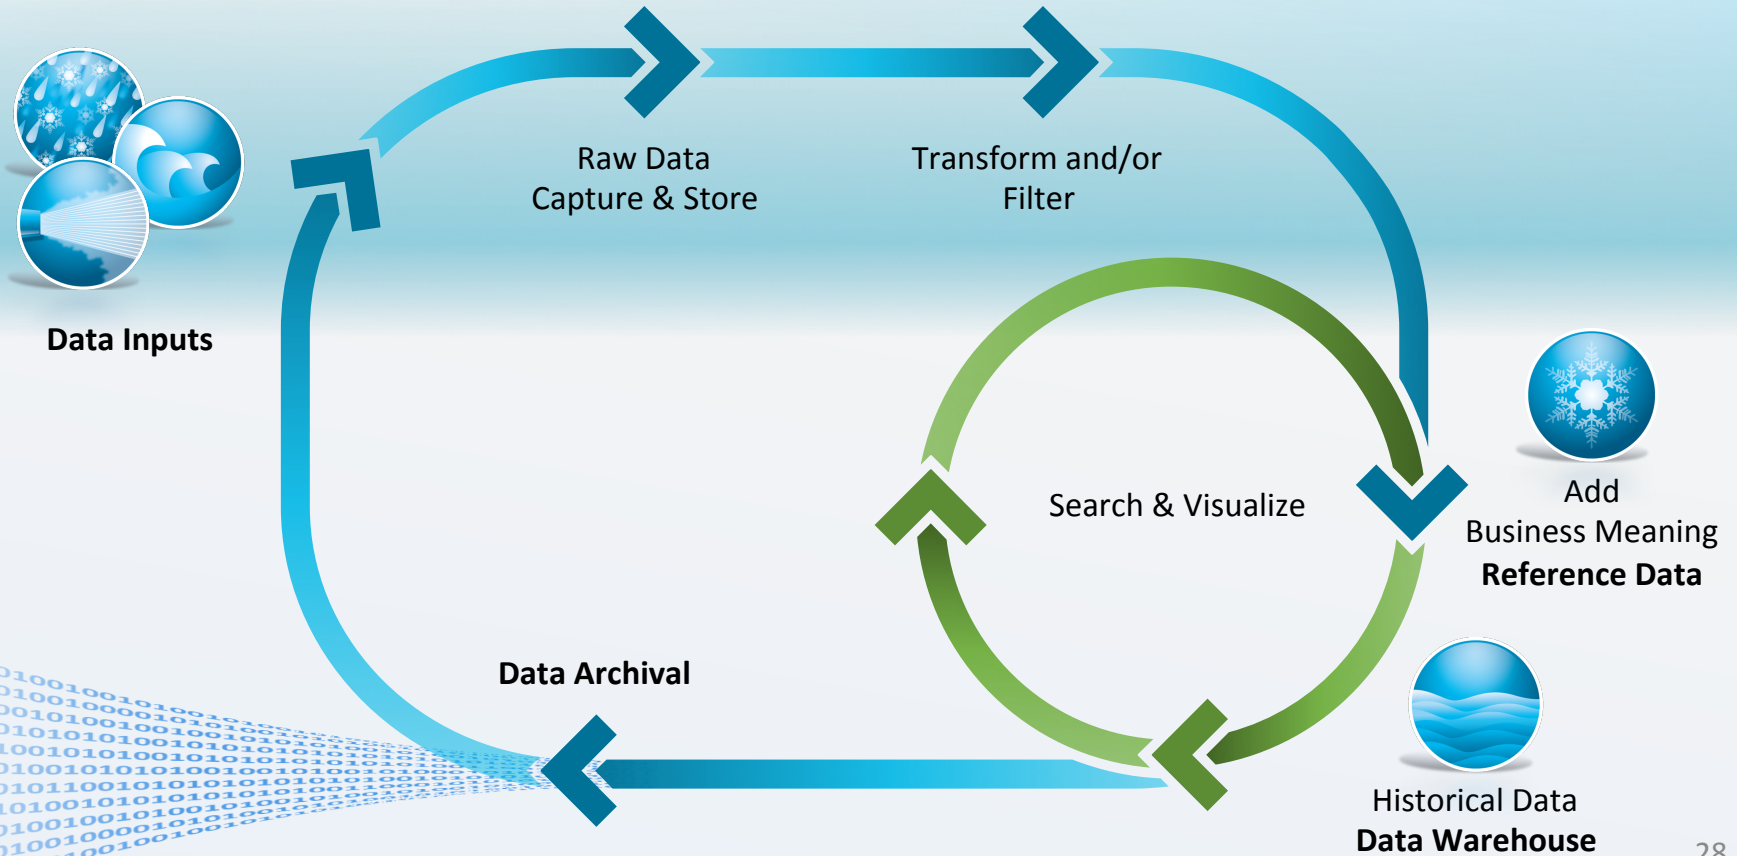 Raw Data
Capture & Store
Transform and/or
Filter
Data Inputs
Search & Visualize
Add
Business Meaning
Reference Data
Data Archival
Historical Data
Data Warehouse
28